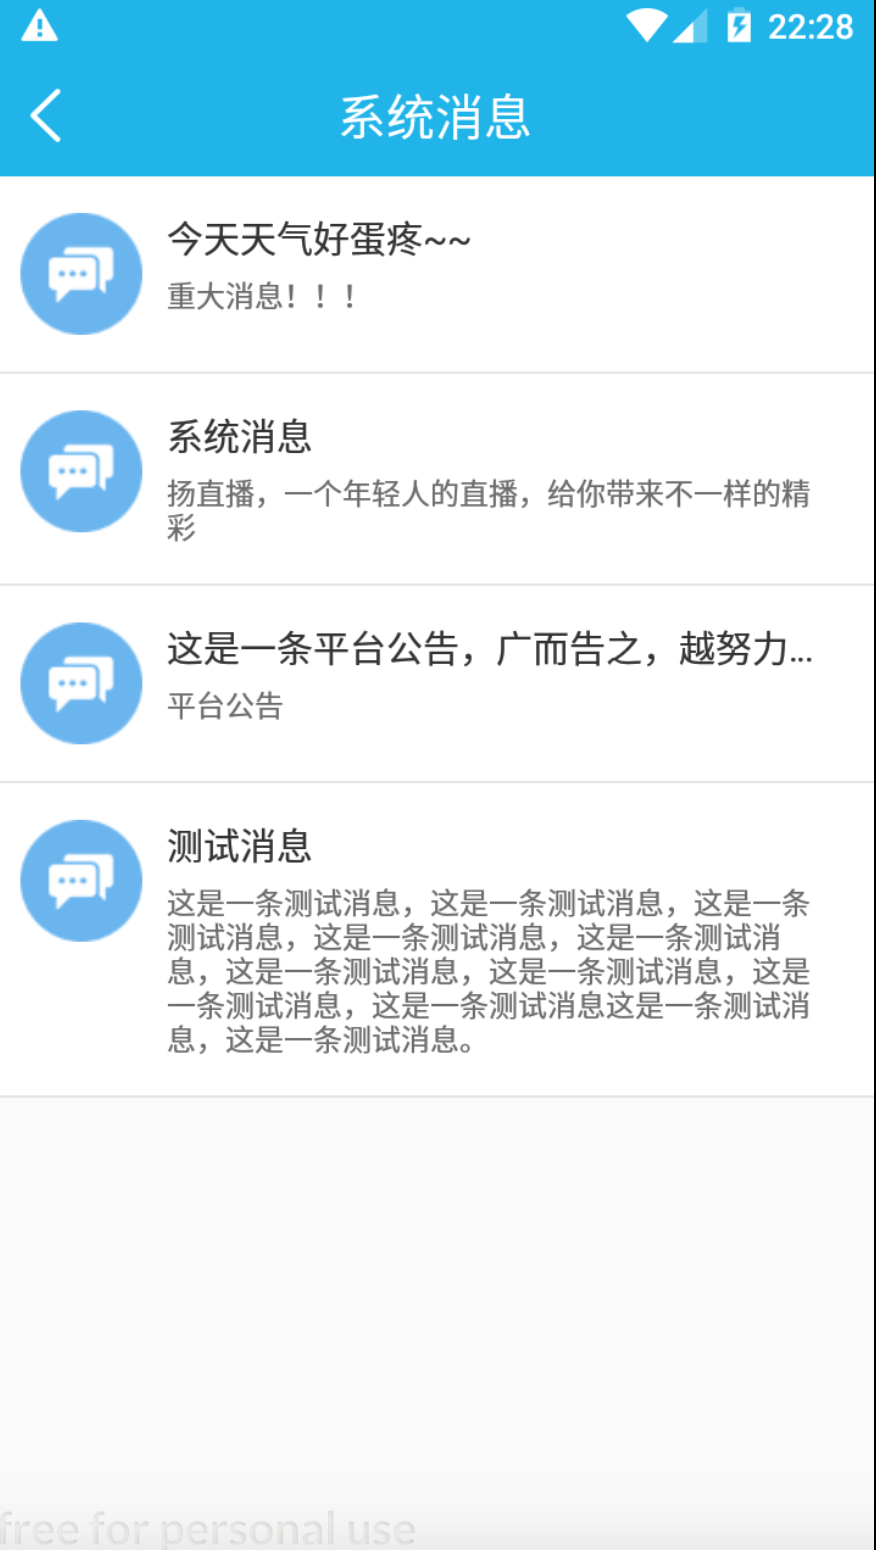 22:28
系统消息
今天天气好蛋疼~~
重大消息！！！
系统消息
扬直播，一个年轻人的直播，给你带来不一样的精
彩
这是一条平台公告，广而告之，越努力...
平台公告
测试消息
这是一条测试消息，这是一条测试消息，这是一条
测试消息，这是一条测试消息，这是一条测试消
息，这是一条测试消息，这是一条测试消息，这是
一条测试消息，这是一条测试消息这是一条测试消
息，这是一条测试消息。
free for personal use